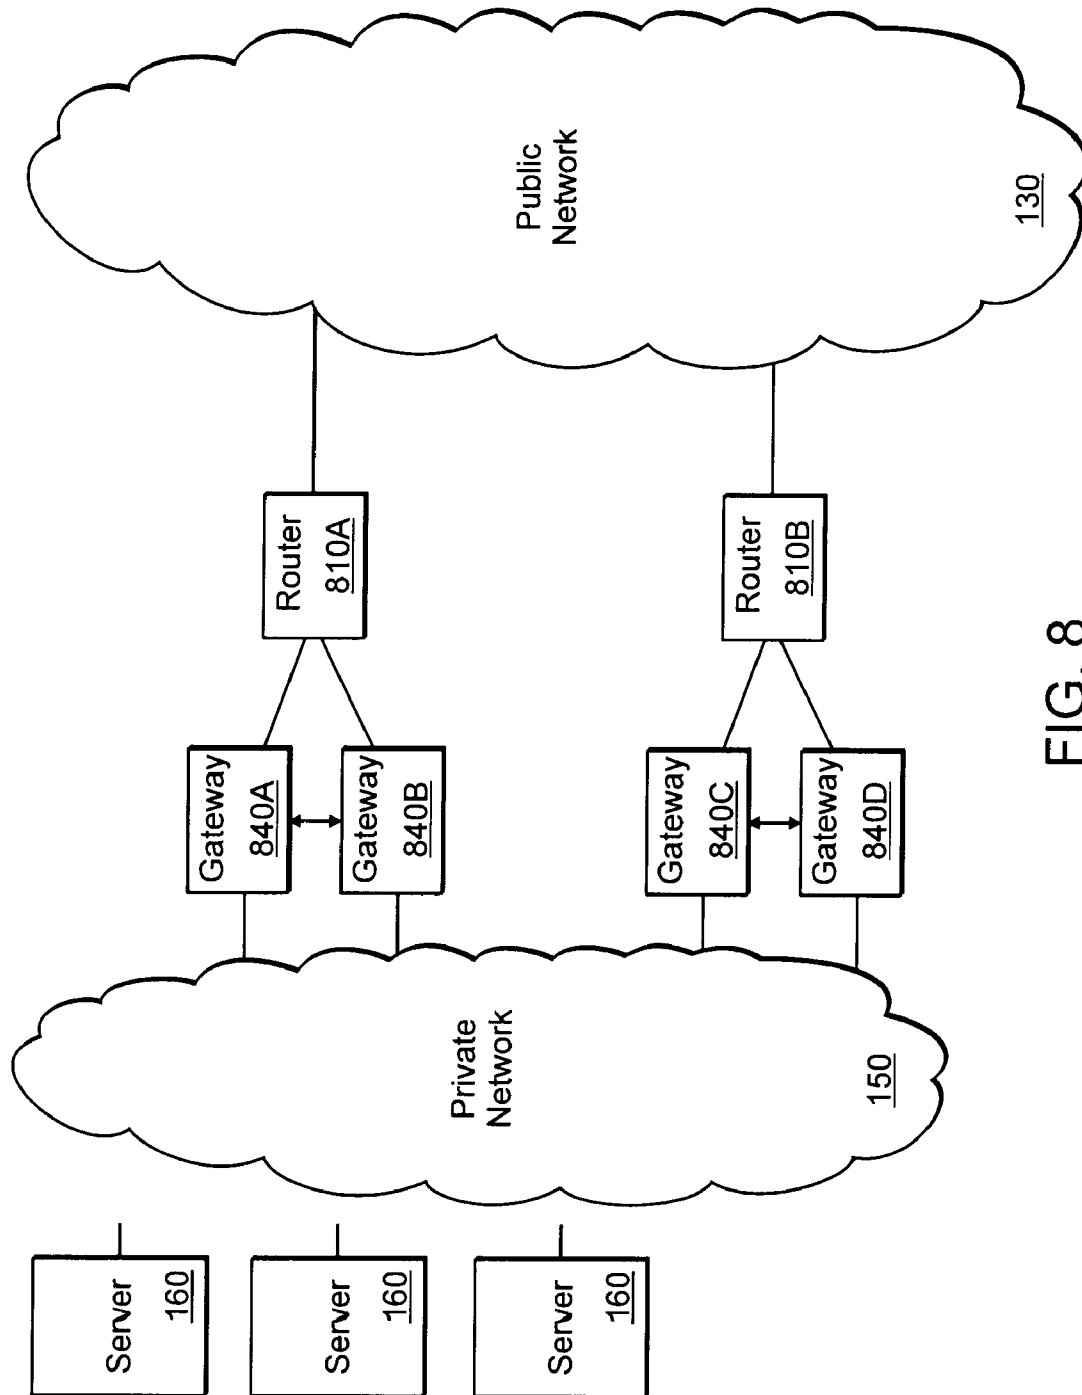 Server
160
Server
160
Server
160
Private
Network
150
Gateway
840A
Gateway
840B
Gateway
840C
Gateway
840D
Router
810A
Router
810B
Public
Network
130
FIG. 8